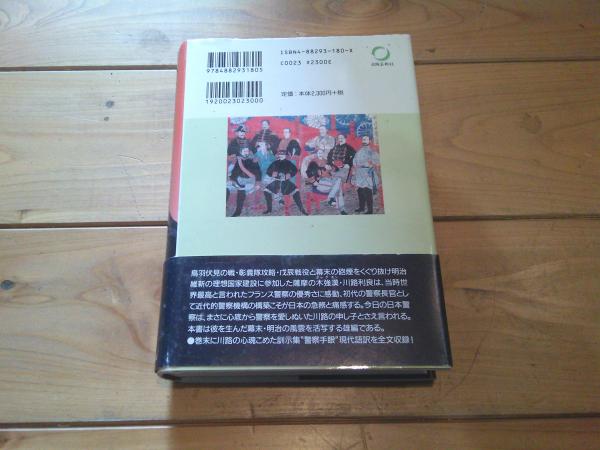 ISBN4-88293-180-X
C0023 ¥2300E
9784882931805
定価：本体2,300円+税
1920023023000
鳥羽伏見の戦・彰義隊攻略・戊辰戦役と幕末の砲煙をくぐり抜け明治
維新の理想国家建設に参加した薩摩の木強漢・川路利良は、当時世
界最高と言われたフランス警察の優秀さに感動、初代の警察長官とし
て近代的警察機構の構築こそが日本の急務と痛感する。今日の日本警
察は、まさに心底から警察を愛しぬいた川路の申し子とさえ言われる。
本書は彼を生んだ幕末・明治の風雲を活写する雄編である。
●巻末に川路の心魂こめた訓示集“警察手眼”現代語訳を全文収録！